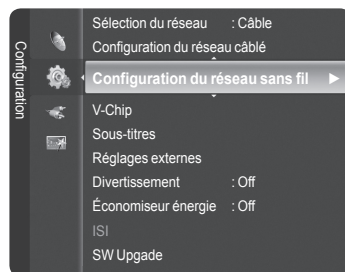 Configuration
Sélection du réseau : Câble
Configuration du réseau câblé
Configuration du réseau sans fil
V-Chip
Sous-titres
Réglages externes
Divertissement : Off
Économiseur énergie : Off
ISI
SW Upgade